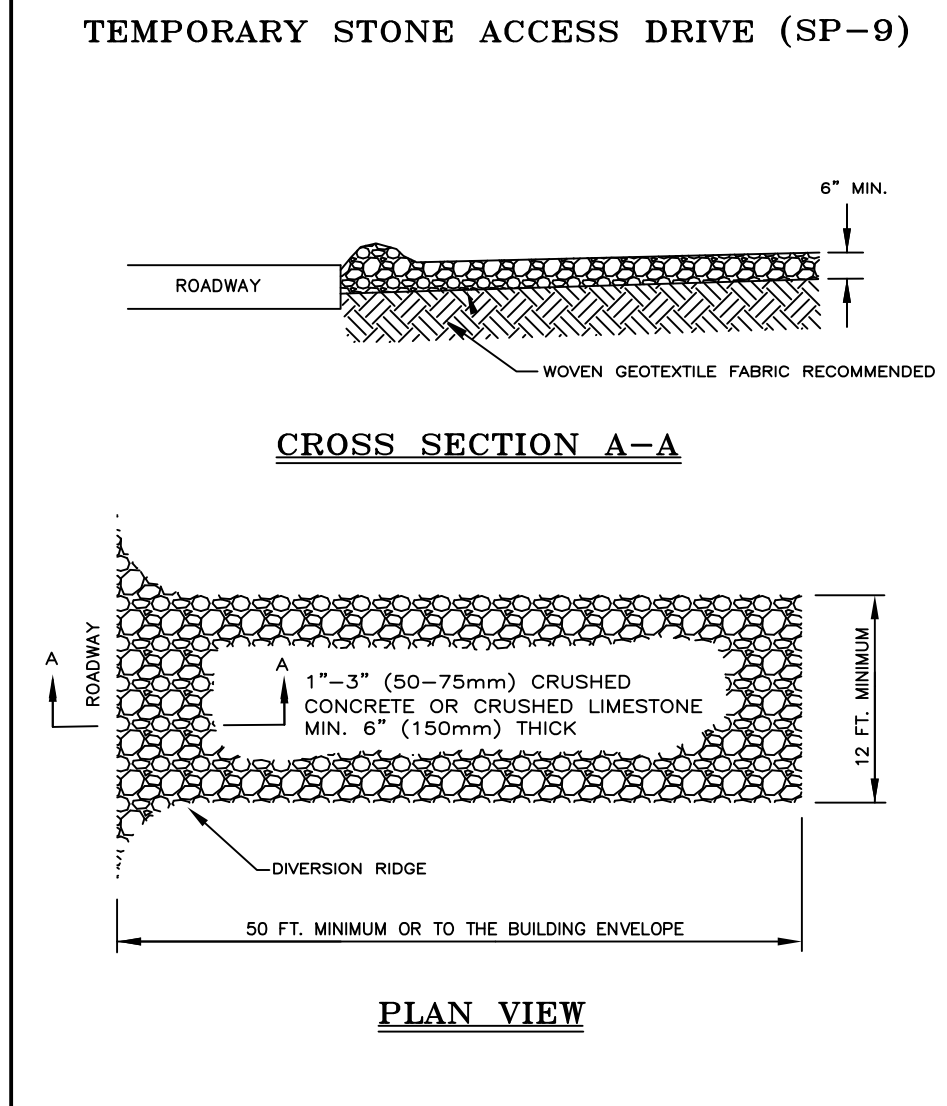 TEMPORARY STONE ACCESS DRIVE (SP-9)
6" MIN.
ROADWAY
WOVEN GEOTEXTILE FABRIC RECOMMENDED
CROSS SECTION A-A
A
ROADWAY
A
1"-3" (50-75mm) CRUSHED
CONCRETE OR CRUSHED LIMESTONE
MIN. 6" (150mm) THICK
12 FT. MINIMUM
DIVERSION RIDGE
50 FT. MINIMUM OR TO THE BUILDING ENVELOPE
PLAN VIEW